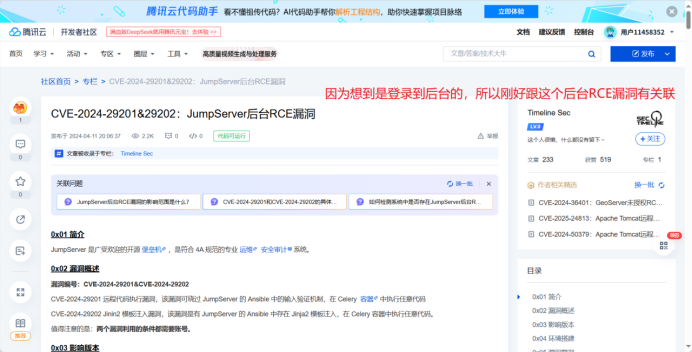 腾讯云代码助手 看不懂祖传代码？AI代码助手帮你解析工程结构，助你快速掌握项目脉络 立即体验
腾讯云 开发者社区 腾讯云DeepSeek满血版 去体验 >> 文档 建议反馈 控制台 用户11458352
首页 学习 活动 专区 圈层 工具 高质量视频生成与处理服务 文章/答案/技术大牛 发布
社区首页 > 专栏 > CVE-2024-29201&29202：JumpServer后台RCE漏洞
因为想到是登录到后台的，所以刚好跟这个后台RCE漏洞有关联
CVE-2024-29201&29202：JumpServer后台RCE漏洞
发布于 2024-04-11 20:06:37 2.2K 0 0 代码可运行 举报
文章被收录于专栏： Timeline Sec
关联问题 换一批
JumpServer后台RCE漏洞的影响范围是什么？ CVE-2024-29201和CVE-2024-29202的具体... 如何检测系统中是否存在JumpServer后台R...
0x01 简介
JumpServer 是广受欢迎的开源 堡垒机，是符合 4A 规范的专业 运维 安全审计 系统。
0x02 漏洞概述
漏洞编号：CVE-2024-29201&CVE-2024-29202
CVE-2024-29201 远程代码执行漏洞，该漏洞可绕过 JumpServer 的 Ansible 中的输入验证机制，在 Celery 容器 中执行任意代码
CVE-2024-29202 Jinin2 模板注入漏洞，该漏洞是有 JumpServer 的 Ansible 中存在 Jinja2 模板注入，在 Celery 容器中执行任意代码。
值得注意的是：两个漏洞利用的条件都需要账号。
0x03 影响版本
1
0
0
推荐
Timeline Sec
LV.8
SEC TIMELINE
这个人很懒，什么都没有留下~
+ 关注
文章 233 获赞 519 专栏 1
作者相关精选 换一批
CVE-2024-36401：GeoServer未授权RC...
CVE-2025-24813：Apache Tomcat远程...
CVE-2024-50379：Apache Tomcat远程...
目录
0x01 简介
0x02 漏洞概述
0x03 影响版本
0x04 环境搭建